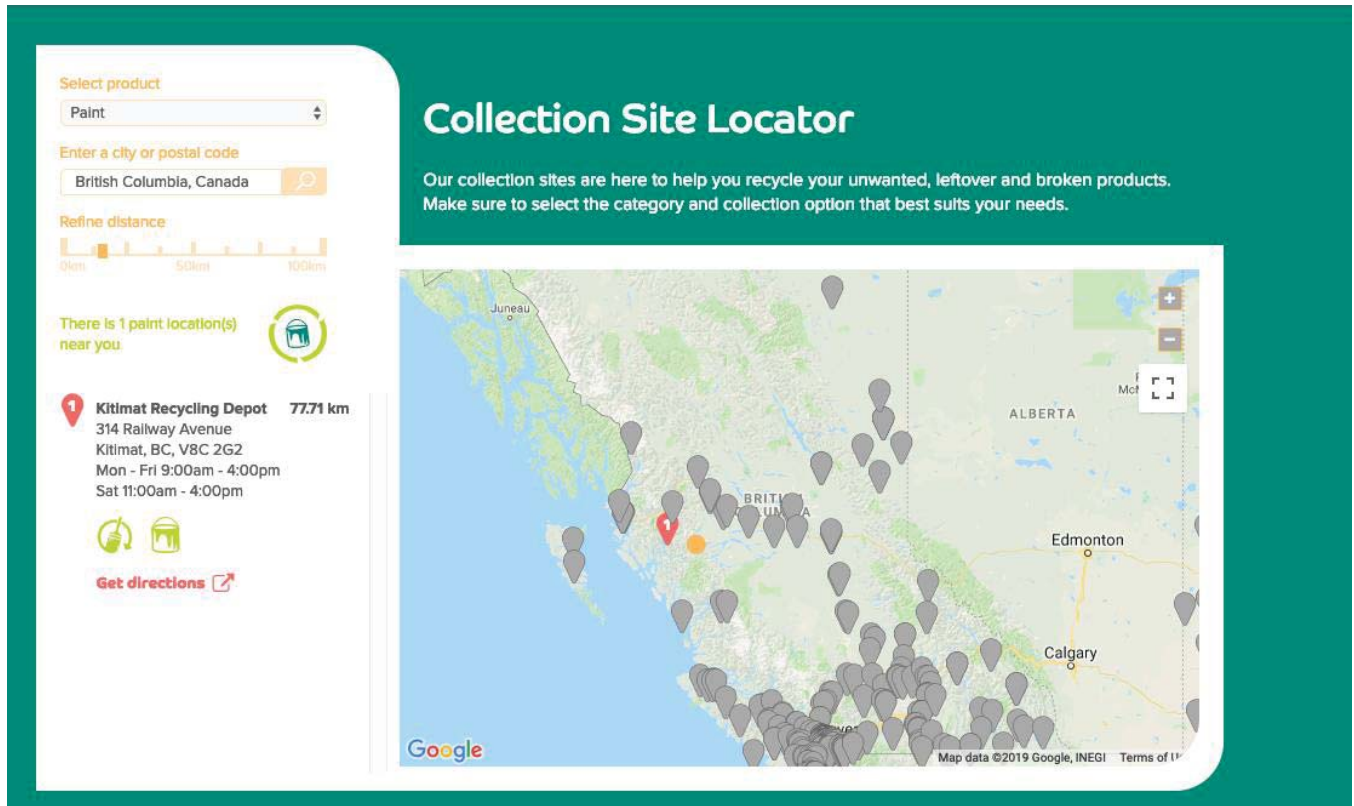 Select product
Paint
Enter a city or postal code
British Columbia, Canada
Refine distance
0km 50km 100km
There is 1 paint location(s)
near you
1 Kitimat Recycling Depot 77.71 km
314 Railway Avenue
Kitimat, BC, V8C 2G2
Mon - Fri 9:00am - 4:00pm
Sat 11:00am - 4:00pm
Get directions
Collection Site Locator
Our collection sites are here to help you recycle your unwanted, leftover and broken products.
Make sure to select the category and collection option that best suits your needs.
Juneau
ALBERTA
1
Edmonton
Calgary
Google
Map data ©2019 Google, INEGI Terms of